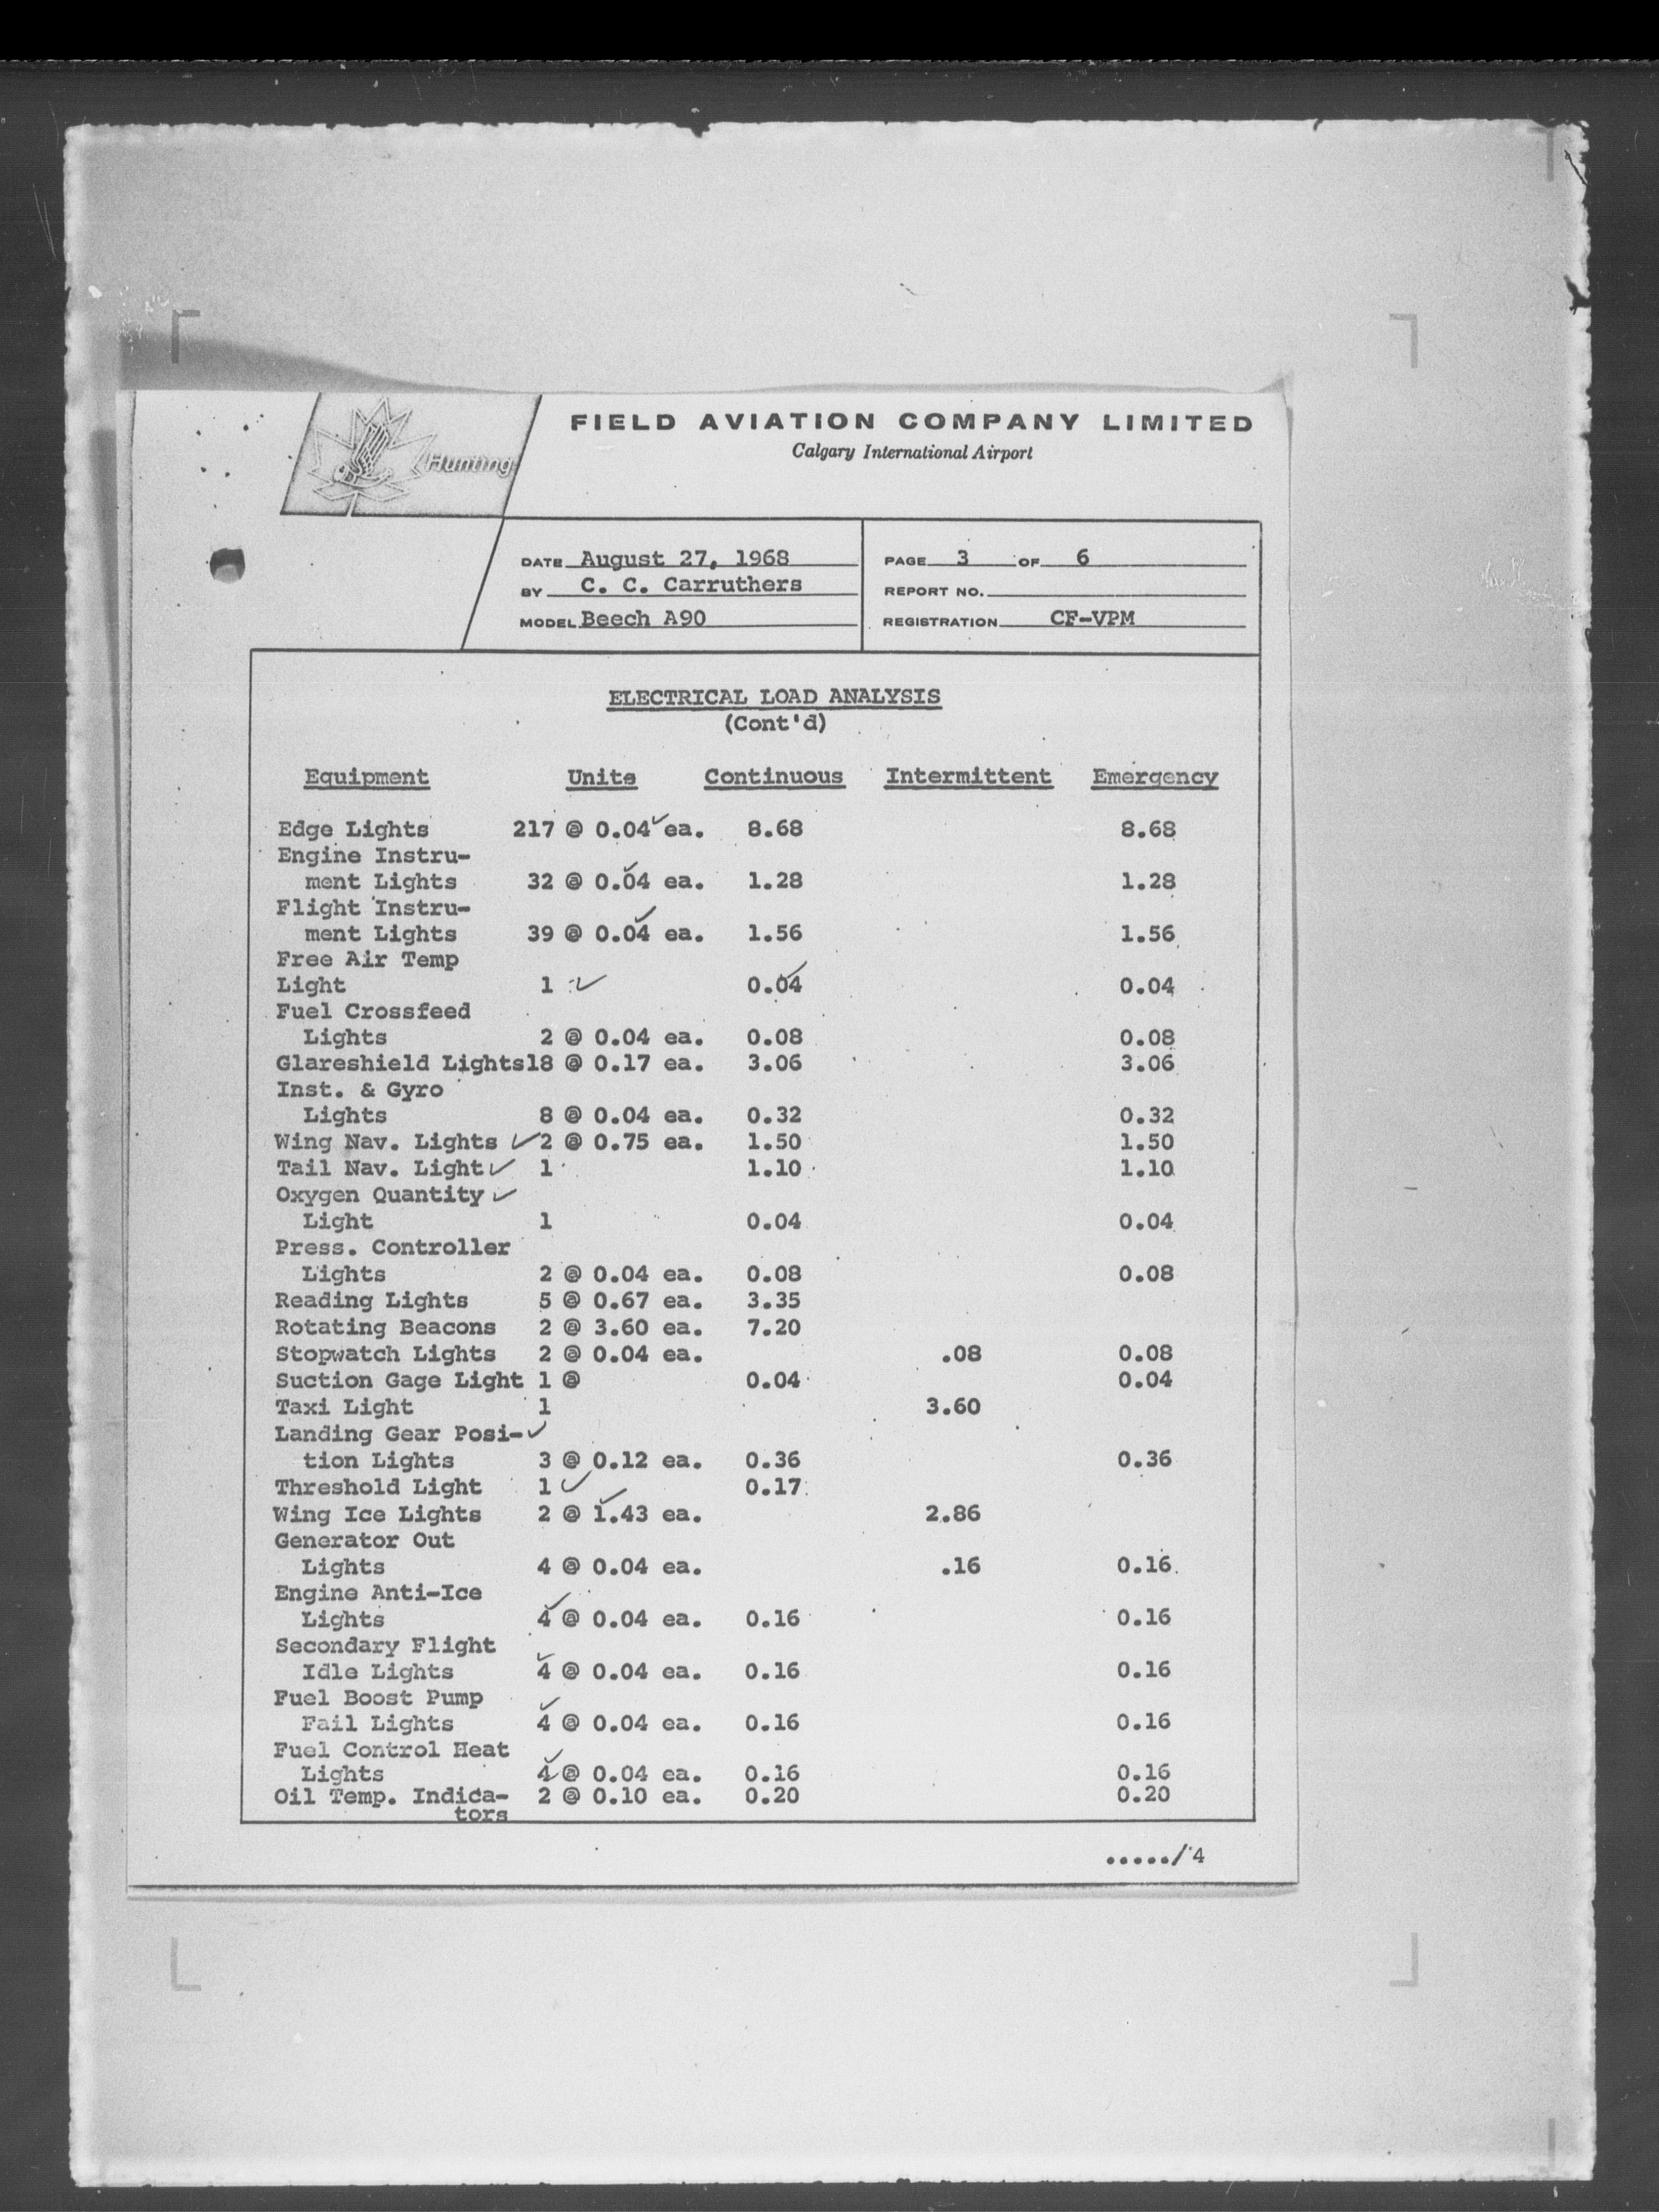 Hunting
FIELD AVIATION COMPANY LIMITED
Calgary International Airport
DATE August 27, 1968
BY C. C. Carruthers
MODEL Beech A90
PAGE 3 OF 6
REPORT NO.
REGISTRATION CF-VPM
ELECTRICAL LOAD ANALYSIS
(Cont'd)
Equipment Units Continuous Intermittent Emergency
Edge Lights 217 @ 0.04 ✓ ea. 8.68 8.68
Engine Instru-
ment Lights 32 @ 0.04 ✓ ea. 1.28 1.28
Flight Instru-
ment Lights 39 @ 0.04 ✓ ea. 1.56 1.56
Free Air Temp
Light 1 ✓ 0.04 ✓ 0.04
Fuel Crossfeed
Lights 2 @ 0.04 ea. 0.08 0.08
Glareshield Lights18 @ 0.17 ea. 3.06 3.06
Inst. & Gyro
Lights 8 @ 0.04 ea. 0.32 0.32
Wing Nav. Lights ✓ 2 @ 0.75 ea. 1.50 1.50
Tail Nav. Light ✓ 1 1.10 1.10
Oxygen Quantity ✓
Light 1 0.04 0.04
Press. Controller
Lights 2 @ 0.04 ea. 0.08 0.08
Reading Lights 5 @ 0.67 ea. 3.35
Rotating Beacons 2 @ 3.60 ea. 7.20
Stopwatch Lights 2 @ 0.04 ea. .08 0.08
Suction Gage Light 1 @ 0.04 0.04
Taxi Light 1 3.60
Landing Gear Posi- ✓
tion Lights 3 @ 0.12 ea. 0.36 0.36
Threshold Light 1 ✓ 0.17
Wing Ice Lights 2 @ 1.43 ✓ ea. 2.86
Generator Out
Lights 4 @ 0.04 ea. .16 0.16
Engine Anti-Ice
Lights 4 ✓ @ 0.04 ea. 0.16 0.16
Secondary Flight
Idle Lights 4 ✓ @ 0.04 ea. 0.16 0.16
Fuel Boost Pump
Fail Lights 4 ✓ @ 0.04 ea. 0.16 0.16
Fuel Control Heat
Lights 4 ✓ @ 0.04 ea. 0.16 0.16
Oil Temp. Indica- 2 @ 0.10 ea. 0.20 0.20
tors
...../4